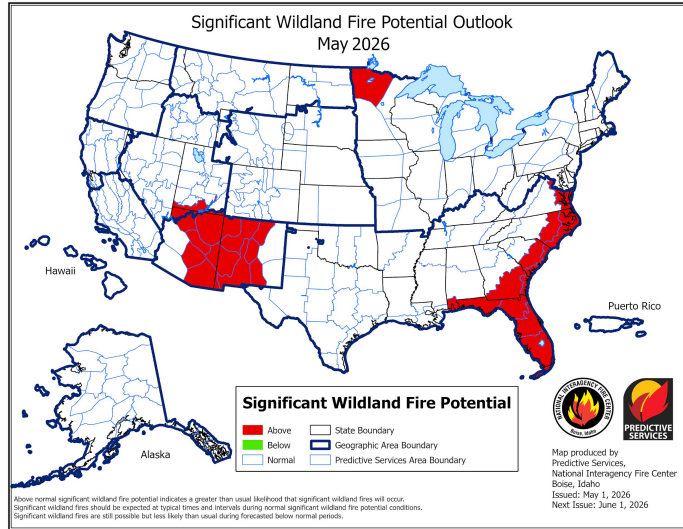 Significant Wildland Fire Potential Outlook
May 2026
Hawaii
Puerto Rico
Alaska
Significant Wildland Fire Potential
Above
State Boundary
Below
Geographic Area Boundary
Normal
Predictive Services Area Boundary
NATIONAL INTERAGENCY FIRE CENTER
Boise, Idaho
PREDICTIVE
SERVICES
Map produced by
Predictive Services,
National Interagency Fire Center
Boise, Idaho
Issued: May 1, 2026
Next Issue: June 1, 2026
Above normal significant wildland fire potential indicates a greater than usual likelihood that significant wildland fires will occur.
Significant wildland fires should be expected at typical times and intervals during normal significant wildland fire potential conditions.
Significant wildland fires are still possible but less likely than usual during forecasted below normal periods.